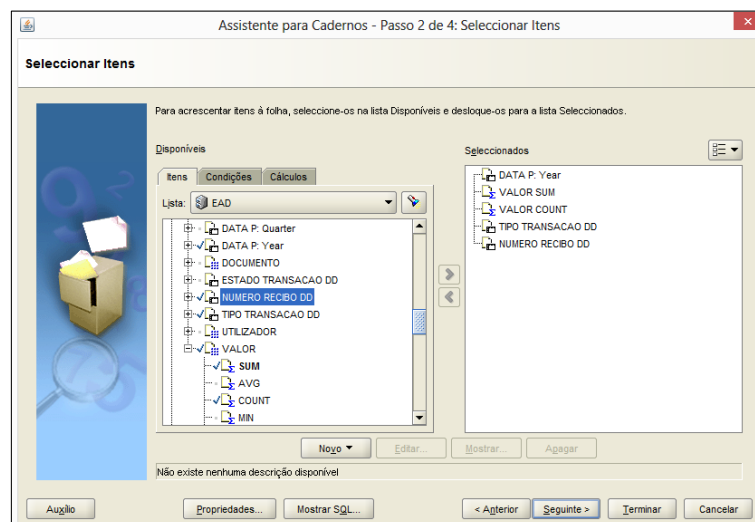 Assistente para Cadernos - Passo 2 de 4: Seleccionar Itens
Seleccionar Itens
Para acrescentar itens à folha, seleccione-os na lista Disponíveis e desloque-os para a lista Seleccionados.
Disponíveis
Itens Condições Cálculos
Lista: EAD
DATA P: Quarter
DATA P: Year
DOCUMENTO
ESTADO TRANSACAO DD
NUMERO RECIBO DD
TIPO TRANSACAO DD
UTILIZADOR
VALOR
SUM
AVG
COUNT
MIN
Seleccionados
DATA P: Year
VALOR SUM
VALOR COUNT
TIPO TRANSACAO DD
NUMERO RECIBO DD
Novo Editar... Mostrar... Apagar
Não existe nenhuma descrição disponível
Auxílio Propriedades... Mostrar SQL... < Anterior Seguinte > Terminar Cancelar